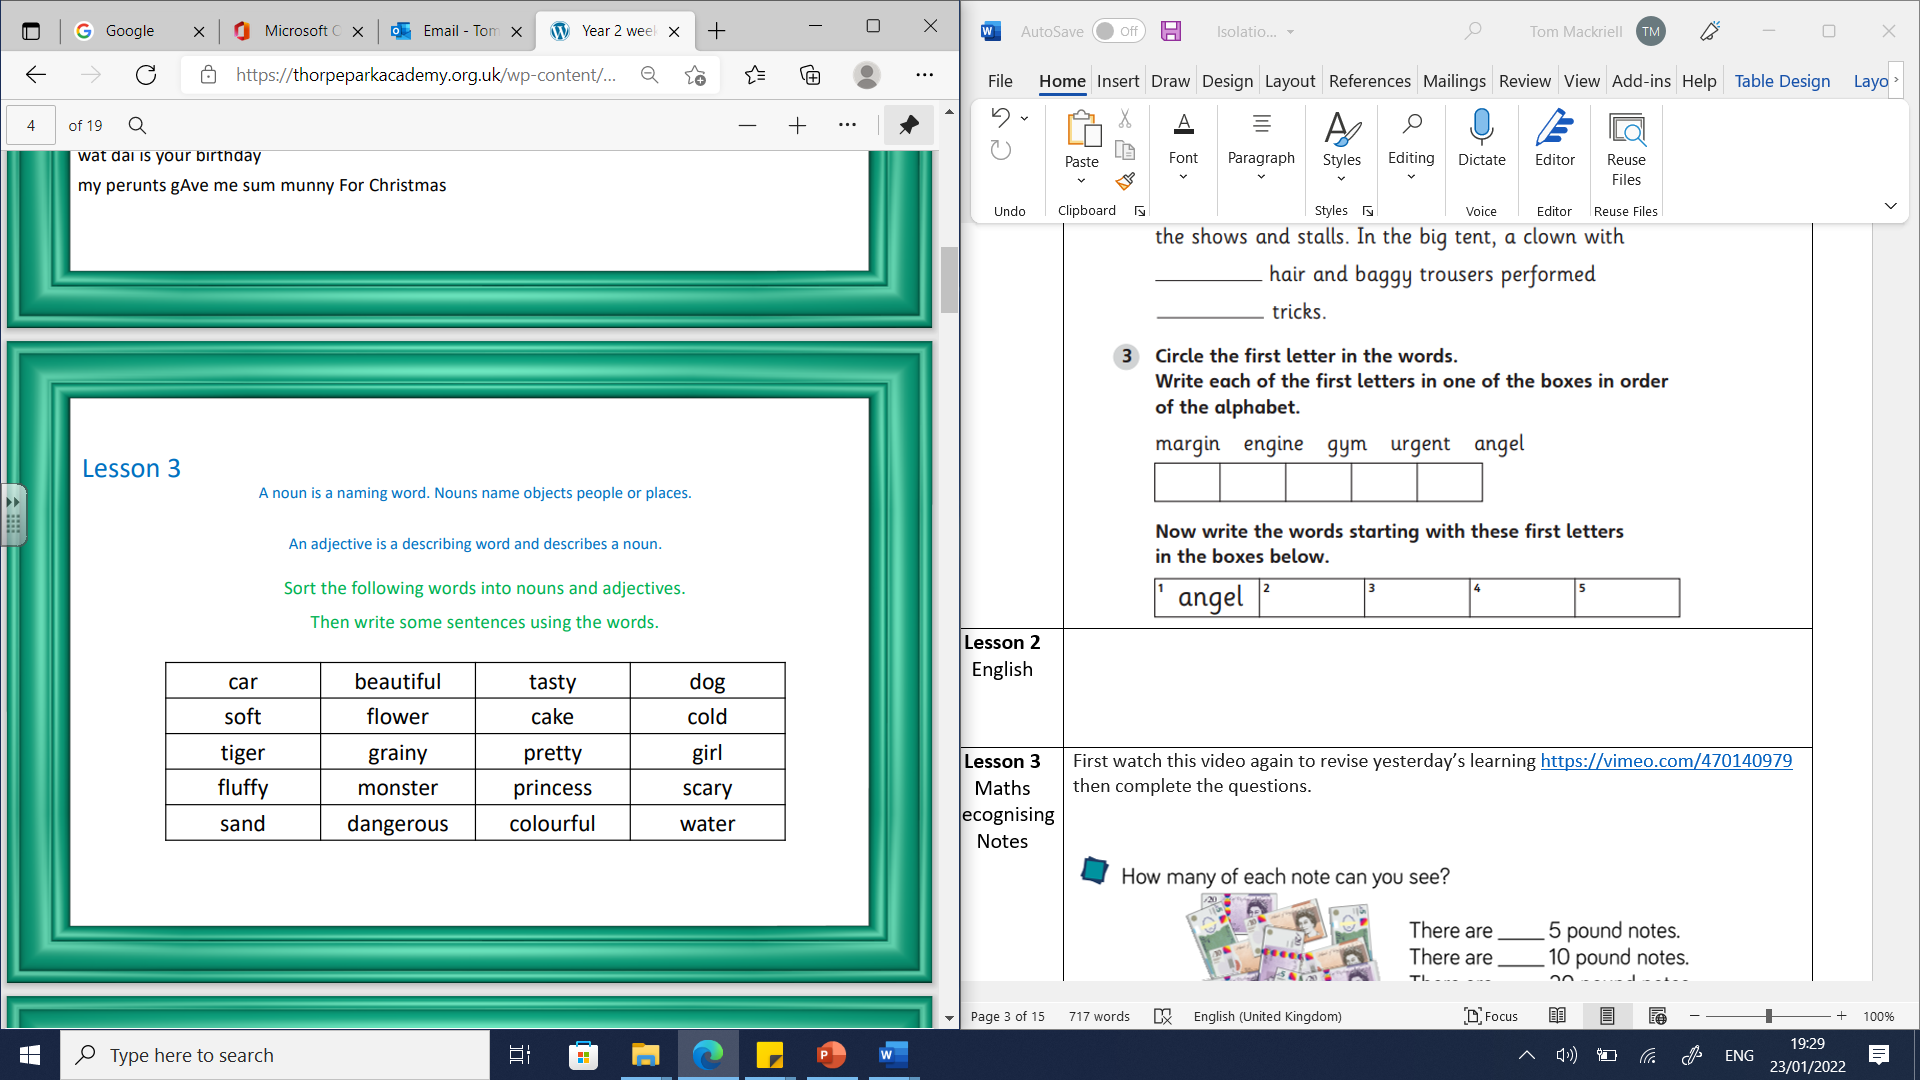 Google
Microsoft O
Email - Tom
Year 2 week
https://thorpeparkacademy.org.uk/wp-content/...
4 of 19
wat dai is your birthday
my perunts gAve me sum munny For Christmas
Lesson 3
A noun is a naming word. Nouns name objects people or places.
An adjective is a describing word and describes a noun.
Sort the following words into nouns and adjectives.
Then write some sentences using the words.
car beautiful tasty dog
soft flower cake cold
tiger grainy pretty girl
fluffy monster princess scary
sand dangerous colourful water
AutoSave Off Isolatio... Tom Mackriell TM
File Home Insert Draw Design Layout References Mailings Review View Add-ins Help Table Design Layo
Paste Font Paragraph Styles Editing Dictate Editor Reuse
Files
Undo Clipboard Styles Voice Editor Reuse Files
the shows and stalls. In the big tent, a clown with
__________ hair and baggy trousers performed
__________ tricks.
3 Circle the first letter in the words.
Write each of the first letters in one of the boxes in order
of the alphabet.
margin engine gym urgent angel
Now write the words starting with these first letters
in the boxes below.
1 angel 2 3 4 5
Lesson 2
English
Lesson 3
Maths
ecognising
Notes
First watch this video again to revise yesterday's learning https://vimeo.com/470140979
then complete the questions.
How many of each note can you see?
There are ____ 5 pound notes.
There are ____ 10 pound notes.
There are ____ 20 pound notes
Page 3 of 15 717 words English (United Kingdom) Focus 100%
Type here to search
ENG
19:29
23/01/2022